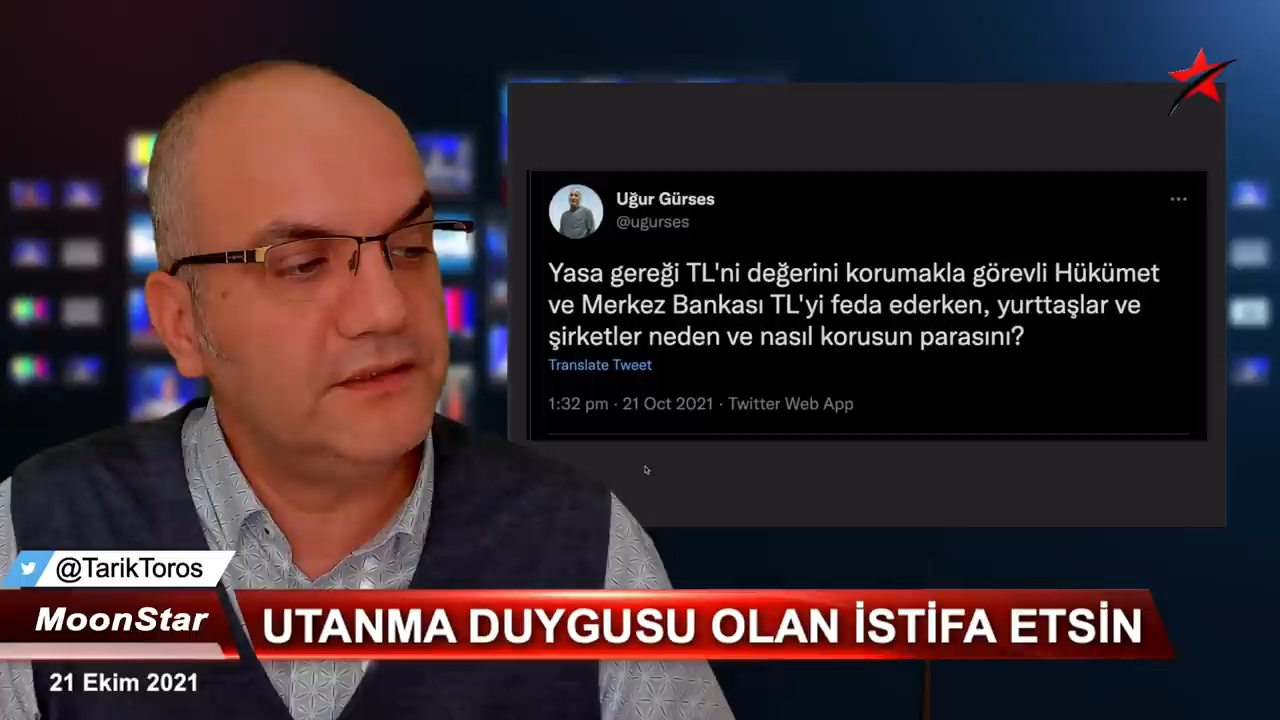 Uğur Gürses
@ugurses
Yasa gereği TL'ni değerini korumakla görevli Hükümet
ve Merkez Bankası TL'yi feda ederken, yurttaşlar ve
şirketler neden ve nasıl korusun parasını?
Translate Tweet
1:32 pm · 21 Oct 2021 · Twitter Web App
@TarikToros
MoonStar
UTANMA DUYGUSU OLAN İSTİFA ETSİN
21 Ekim 2021